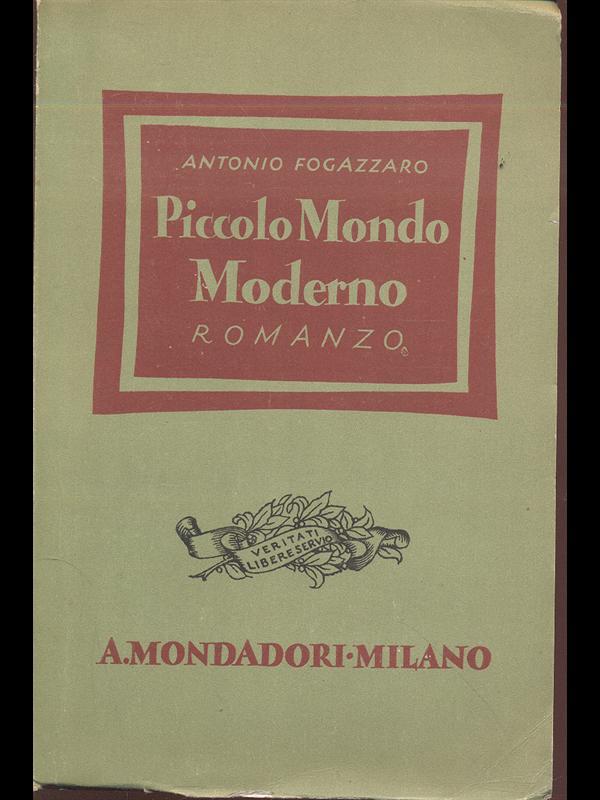 ANTONIO FOGAZZARO
Piccolo Mondo
Moderno
ROMANZO
VERITATI
LIBERE SERVIO
A. MONDADORI·MILANO